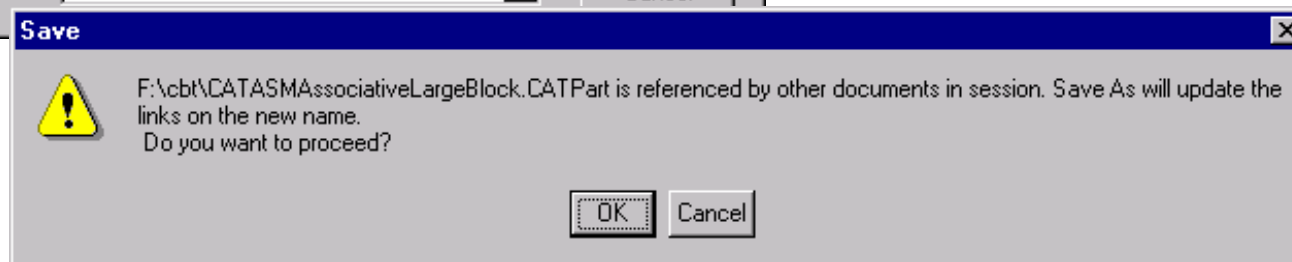 Save
F:\cbt\CATASMAssociativeLargeBlock.CATPart is referenced by other documents in session. Save As will update the
links on the new name.
Do you want to proceed?
OK Cancel